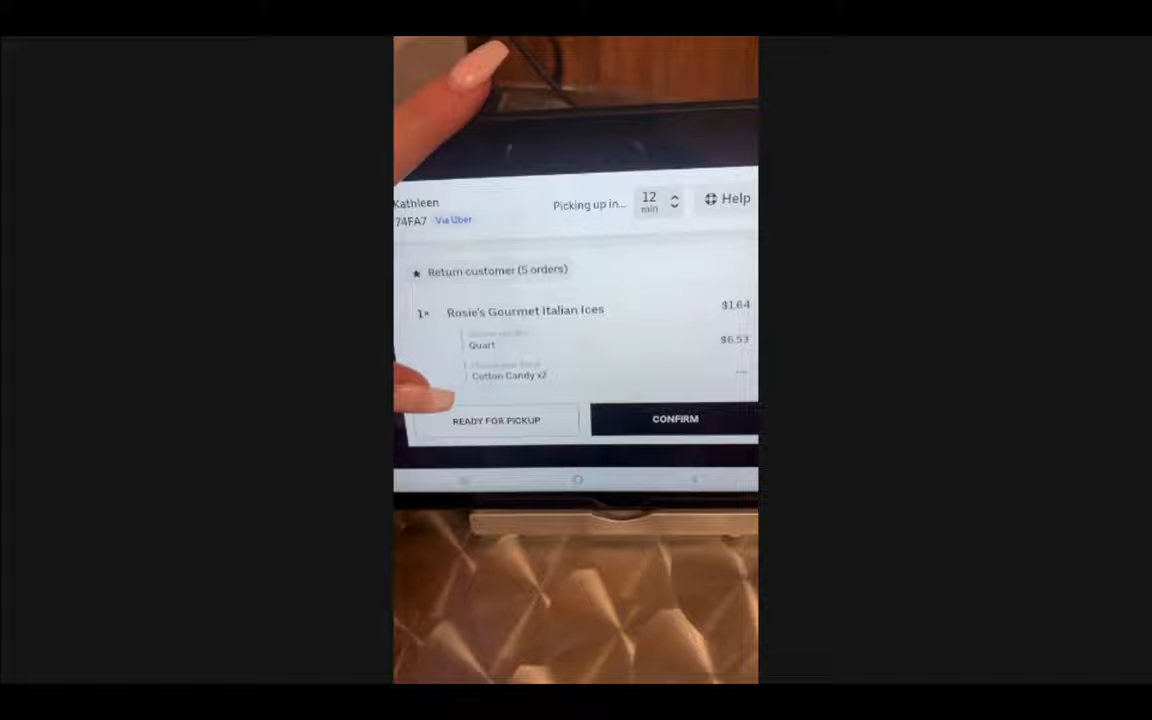 Kathleen
Picking up in...
12
min
Help
74FA7 Via Uber
Return customer (5 orders)
1× Rosie's Gourmet Italian Ices $1.64
Quart $6.53
Cotton Candy x2
READY FOR PICKUP
CONFIRM